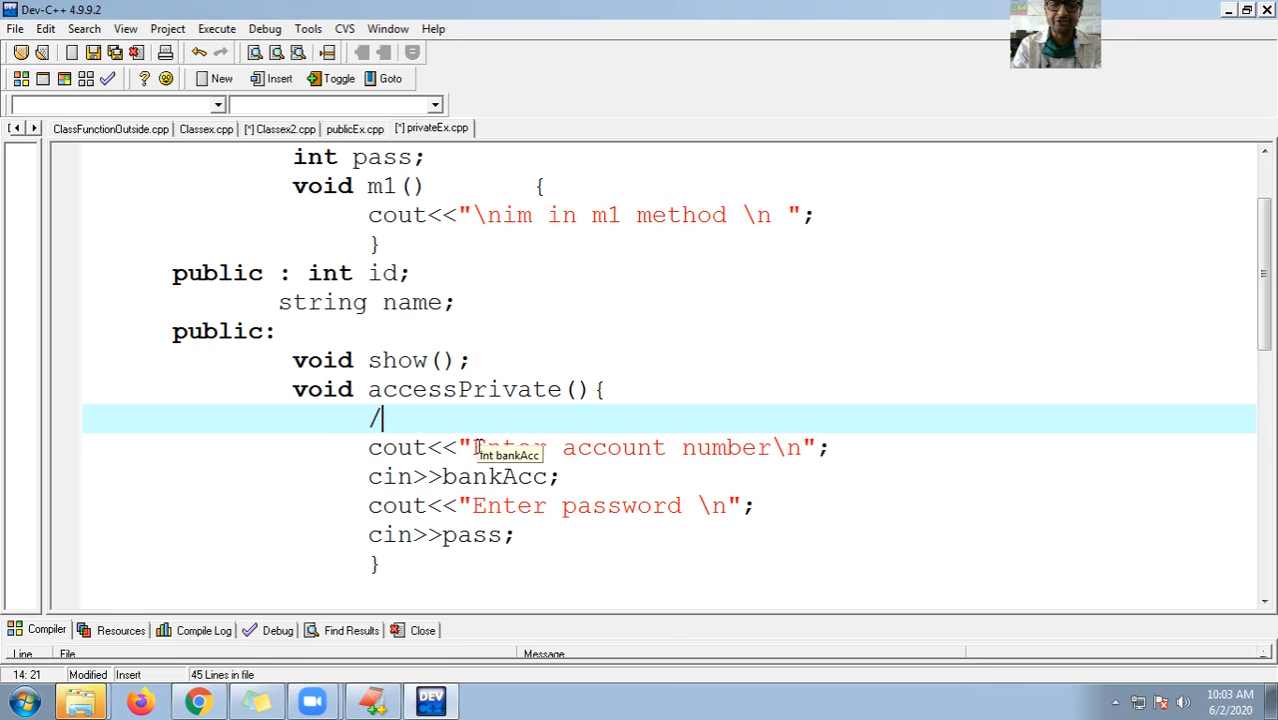 Dev-C++ 4.9.9.2
File Edit Search View Project Execute Debug Tools CVS Window Help
New Insert Toggle Goto
ClassFunctionOutside.cpp Classex.cpp [*] Classex2.cpp publicEx.cpp [*] privateEx.cpp
int pass;
void m1() {
cout<<"\nim in m1 method \n ";
}
public : int id;
string name;
public:
void show();
void accessPrivate(){
/
cout<<"Enter account number\n";
int bankAcc
cin>>bankAcc;
cout<<"Enter password \n";
cin>>pass;
}
Compiler Resources Compile Log Debug Find Results Close
Line File Message
14: 21 Modified Insert 45 Lines in file
DEV C++
10:03 AM
6/2/2020